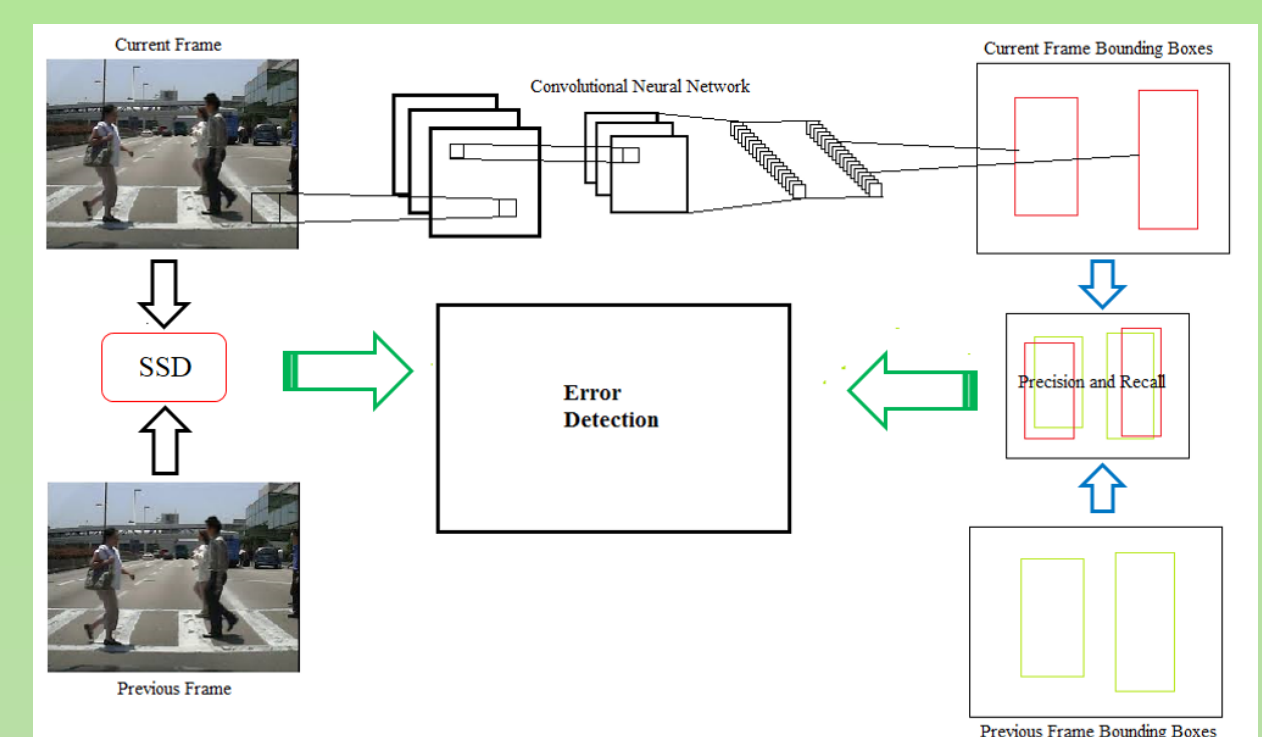 Current Frame
Convolutional Neural Network
Current Frame Bounding Boxes
SSD
Error
Detection
Precision and Recall
Previous Frame
Previous Frame Bounding Boxes